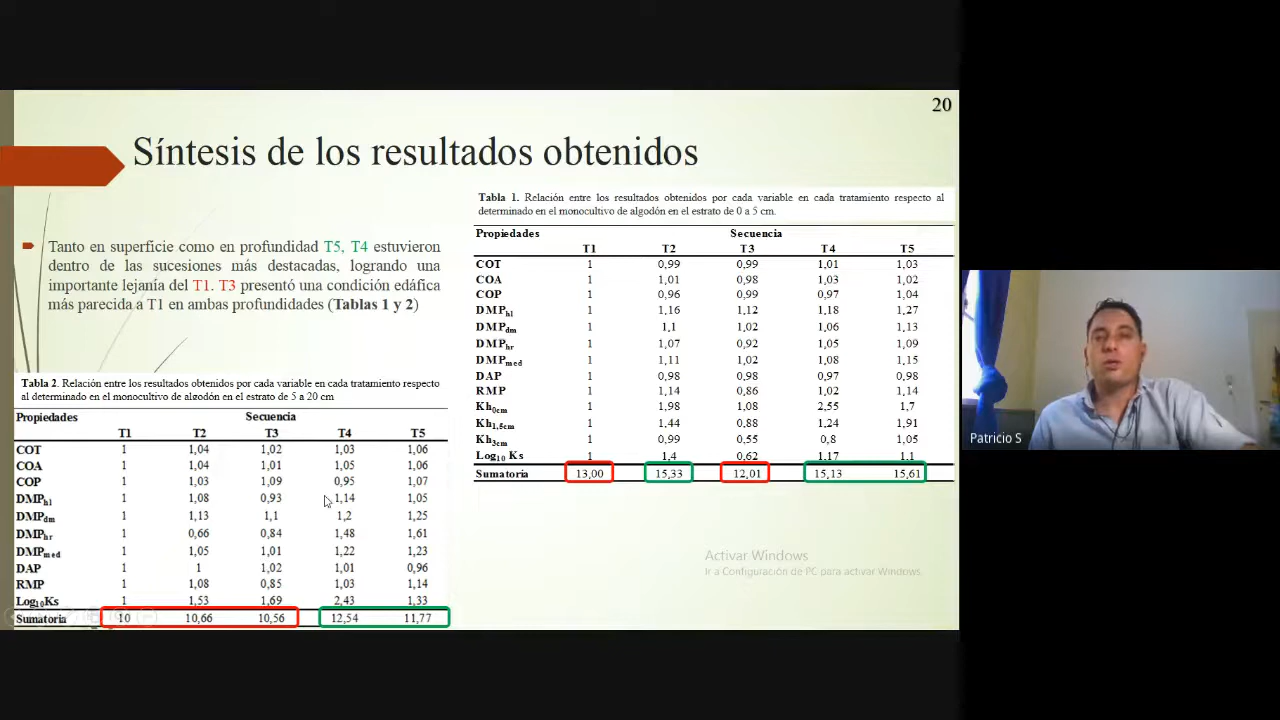 20
Síntesis de los resultados obtenidos
Tanto en superficie como en profundidad T5, T4 estuvieron
dentro de las sucesiones más destacadas, logrando una
importante lejanía del T1. T3 presentó una condición edáfica
más parecida a T1 en ambas profundidades (Tablas 1 y 2)
Tabla 1. Relación entre los resultados obtenidos por cada variable en cada tratamiento respecto al
determinado en el monocultivo de algodón en el estrato de 0 a 5 cm.
Propiedades Secuencia
T1 T2 T3 T4 T5
COT 1 0,99 0,99 1,01 1,03
COA 1 1,01 0,98 1,03 1,02
COP 1 0,96 0,99 0,97 1,04
DMPhl 1 1,16 1,12 1,18 1,27
DMPdm 1 1,1 1,02 1,06 1,13
DMPhr 1 1,07 0,92 1,05 1,09
DMPmed 1 1,11 1,02 1,08 1,15
DAP 1 0,98 0,98 0,97 0,98
RMP 1 1,14 0,86 1,02 1,14
Kh0cm 1 1,98 1,08 2,55 1,7
Kh1,5cm 1 1,44 0,88 1,24 1,91
Kh3cm 1 0,99 0,55 0,8 1,05
Log10 Ks 1 1,4 0,62 1,17 1,1
Sumatoria 13,00 15,33 12,01 15,13 15,61
Tabla 2. Relación entre los resultados obtenidos por cada variable en cada tratamiento respecto
al determinado en el monocultivo de algodón en el estrato de 5 a 20 cm
Propiedades Secuencia
T1 T2 T3 T4 T5
COT 1 1,04 1,02 1,03 1,06
COA 1 1,04 1,01 1,05 1,06
COP 1 1,03 1,09 0,95 1,07
DMPhl 1 1,08 0,93 1,14 1,05
DMPdm 1 1,13 1,1 1,2 1,25
DMPhr 1 0,66 0,84 1,48 1,61
DMPmed 1 1,05 1,01 1,22 1,23
DAP 1 1 1,02 1,01 0,96
RMP 1 1,08 0,85 1,03 1,14
Log10Ks 1 1,53 1,69 2,43 1,33
Sumatoria 10 10,66 10,56 12,54 11,77
Activar Windows
Ir a Configuración de PC para activar Windows.
Patricio S